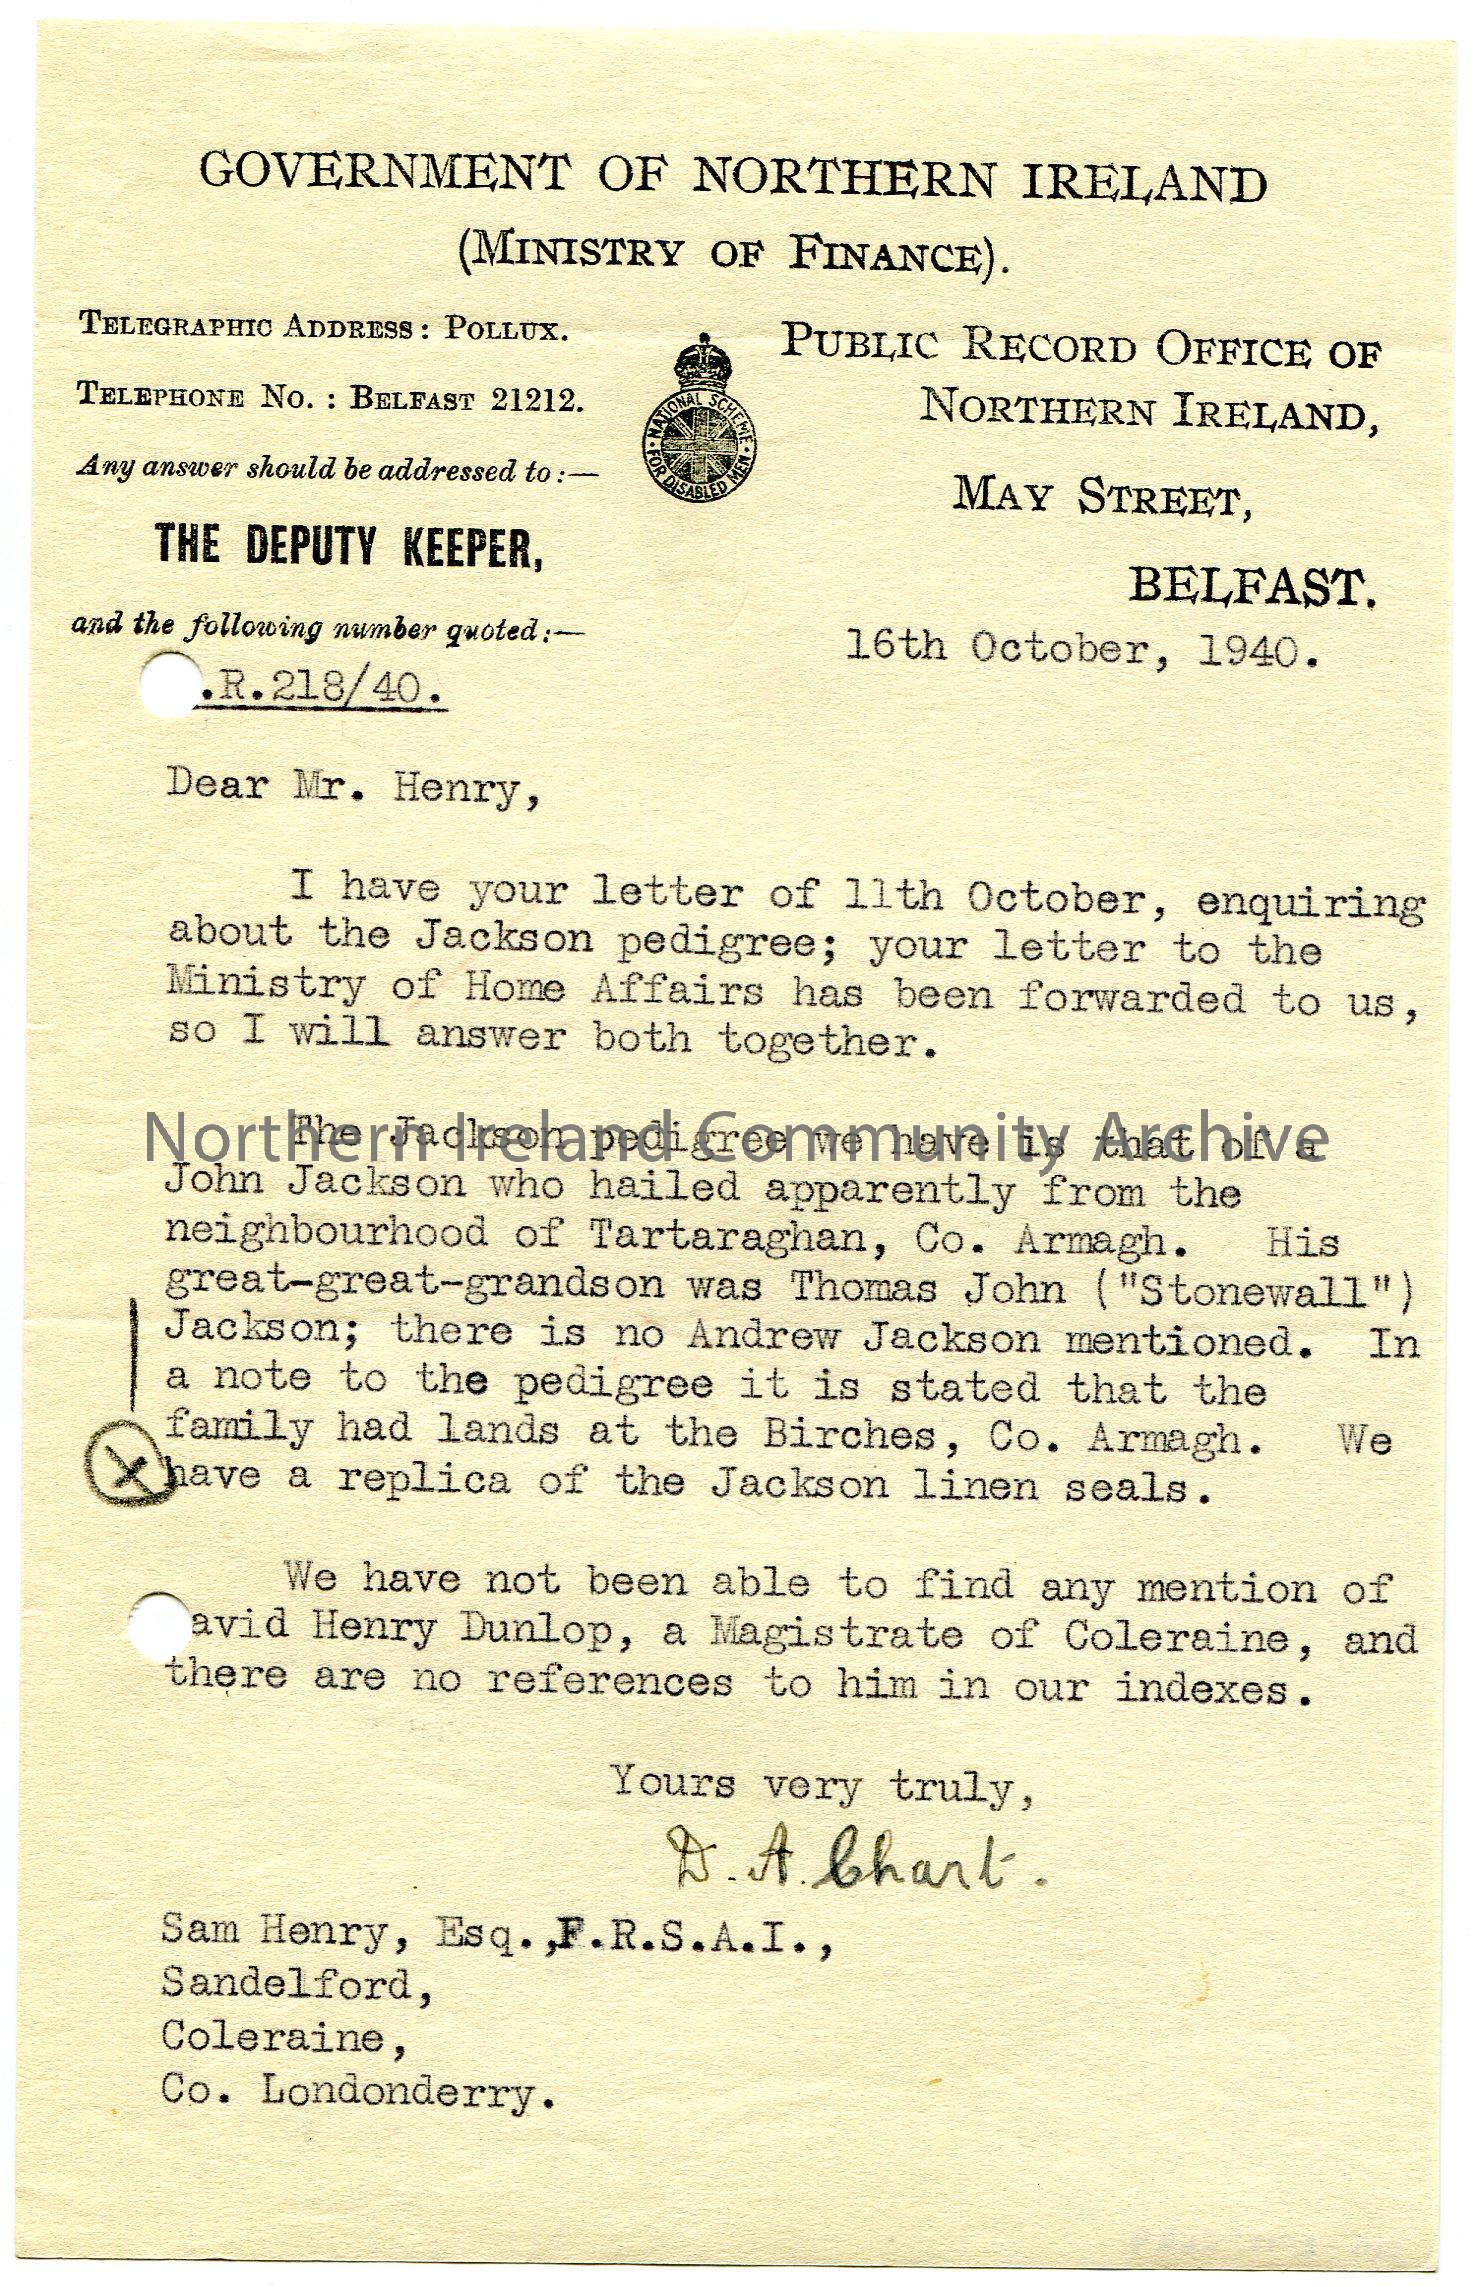 GOVERNMENT OF NORTHERN IRELAND
(MINISTRY OF FINANCE).
TELEGRAPHIC ADDRESS: POLLUX.
TELEPHONE NO.: BELFAST 21212.
Any answer should be addressed to:—
THE DEPUTY KEEPER,
and the following number quoted:—
.R.218/40.
NATIONAL SCHEME
FOR DISABLED MEN
PUBLIC RECORD OFFICE OF
NORTHERN IRELAND,
MAY STREET,
BELFAST.
16th October, 1940.
Dear Mr. Henry,
I have your letter of 11th October, enquiring
about the Jackson pedigree; your letter to the
Ministry of Home Affairs has been forwarded to us,
so I will answer both together.
Northern Ireland Community Archive
The Jackson pedigree we have is that of a
John Jackson who hailed apparently from the
neighbourhood of Tartaraghan, Co. Armagh. His
great-great-grandson was Thomas John ("Stonewall")
Jackson; there is no Andrew Jackson mentioned. In
a note to the pedigree it is stated that the
family had lands at the Birches, Co. Armagh. We
have a replica of the Jackson linen seals.
We have not been able to find any mention of
avid Henry Dunlop, a Magistrate of Coleraine, and
there are no references to him in our indexes.
Yours very truly,
D. A. Chart.
Sam Henry, Esq.,F.R.S.A.I.,
Sandelford,
Coleraine,
Co. Londonderry.